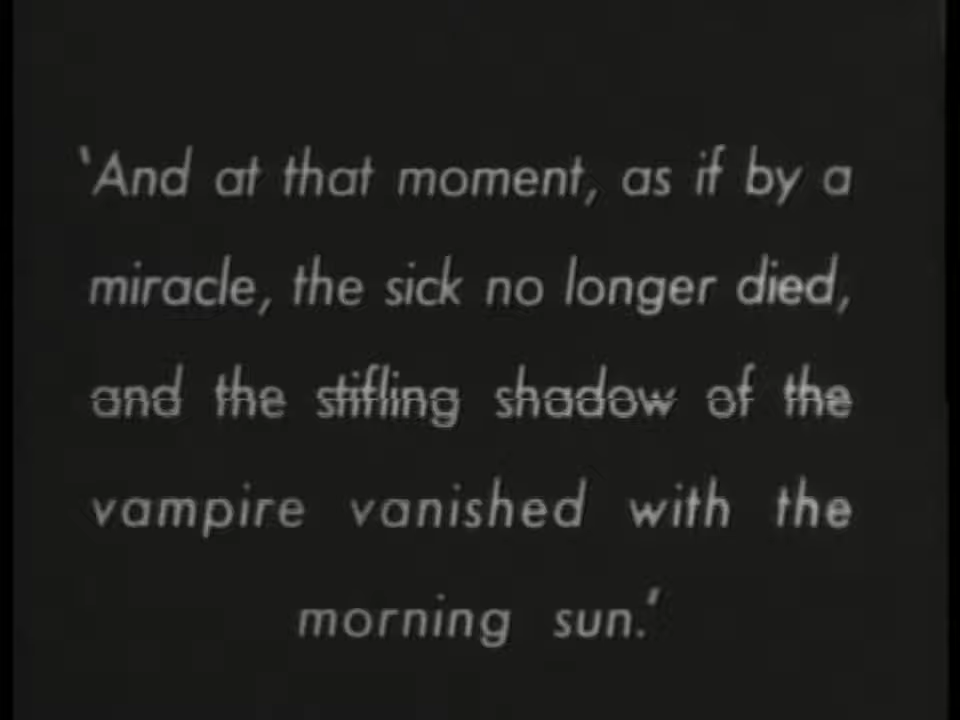 'And at that moment, as if by a
miracle, the sick no longer died,
and the stifling shadow of the
vampire vanished with the
morning sun.'